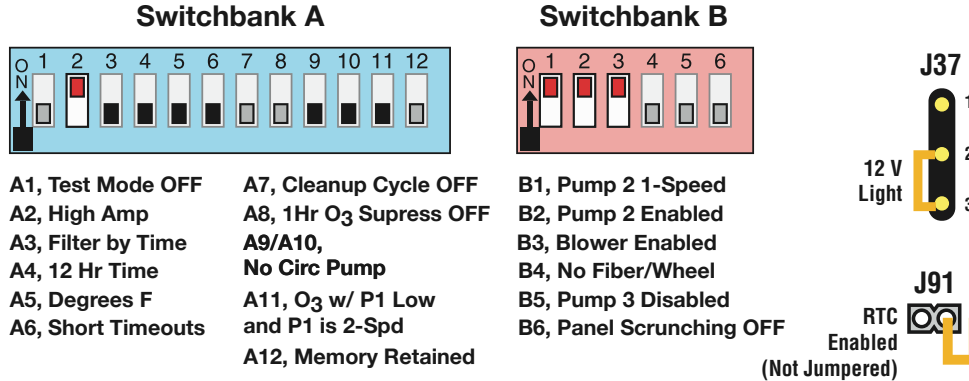 Switchbank A
ON 1 2 3 4 5 6 7 8 9 10 11 12
A1, Test Mode OFF
A2, High Amp
A3, Filter by Time
A4, 12 Hr Time
A5, Degrees F
A6, Short Timeouts
A7, Cleanup Cycle OFF
A8, 1Hr O3 Supress OFF
A9/A10,
No Circ Pump
A11, O3 w/ P1 Low
and P1 is 2-Spd
A12, Memory Retained
Switchbank B
ON 1 2 3 4 5 6
B1, Pump 2 1-Speed
B2, Pump 2 Enabled
B3, Blower Enabled
B4, No Fiber/Wheel
B5, Pump 3 Disabled
B6, Panel Scrunching OFF
J37
1
2
3
12 V
Light
J91
RTC
Enabled
(Not Jumpered)